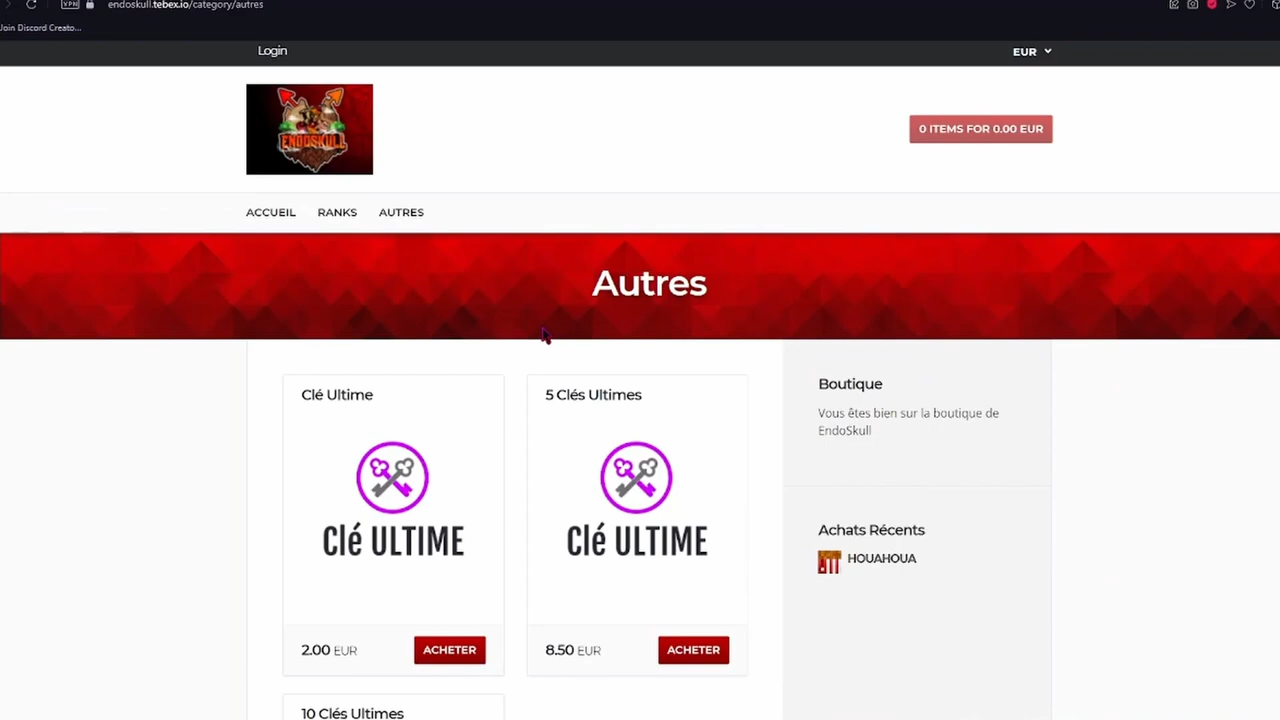 VPN
endoskull.tebex.io/category/autres
Join Discord Creato...
Login
EUR
ENDOSKULL
0 ITEMS FOR 0.00 EUR
ACCUEIL RANKS AUTRES
Autres
Clé Ultime
Clé ULTIME
2.00 EUR
ACHETER
5 Clés Ultimes
Clé ULTIME
8.50 EUR
ACHETER
10 Clés Ultimes
Boutique
Vous êtes bien sur la boutique de
EndoSkull
Achats Récents
HOUAHOUA